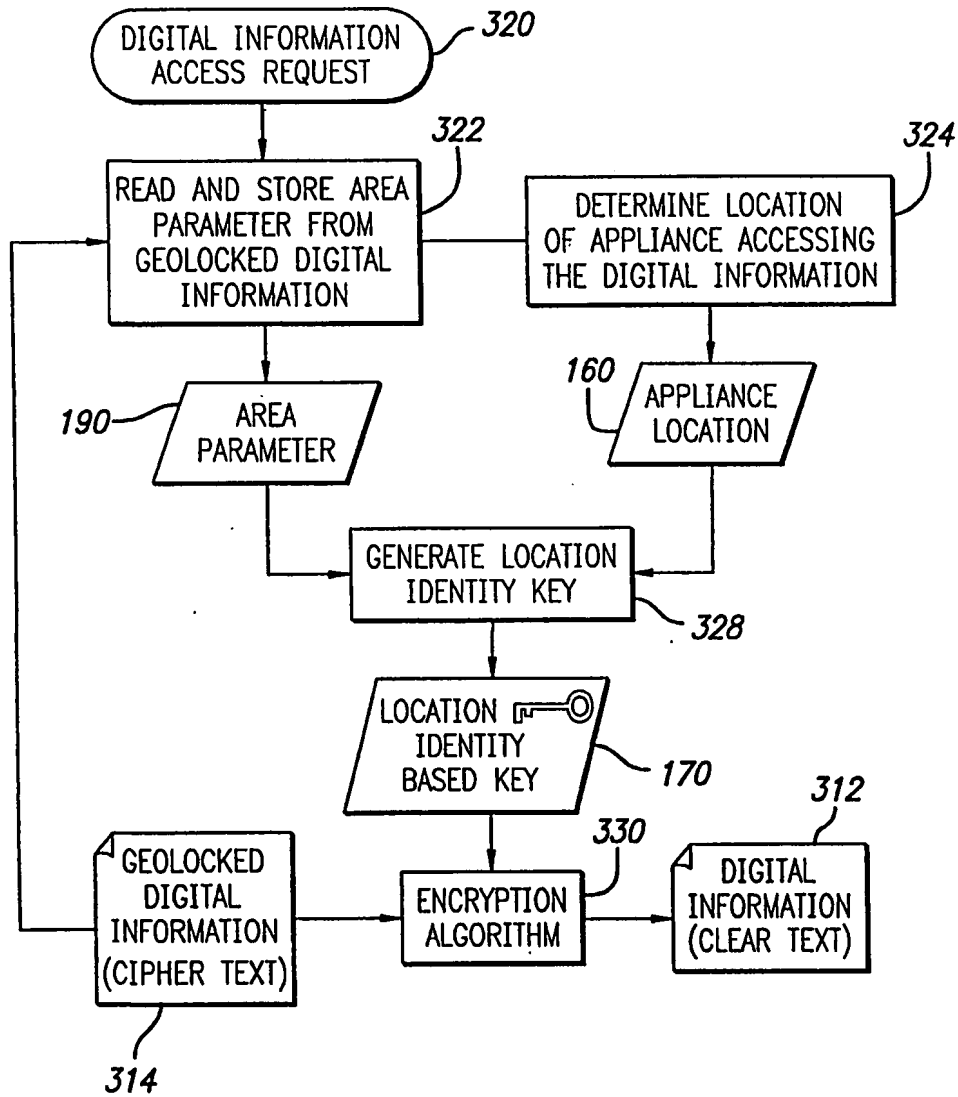 DIGITAL INFORMATION
ACCESS REQUEST
320
322
READ AND STORE AREA
PARAMETER FROM
GEOLOCKED DIGITAL
INFORMATION
324
DETERMINE LOCATION
OF APPLIANCE ACCESSING
THE DIGITAL INFORMATION
190
AREA
PARAMETER
160
APPLIANCE
LOCATION
GENERATE LOCATION
IDENTITY KEY
328
LOCATION
IDENTITY
BASED KEY
170
GEOLOCKED
DIGITAL
INFORMATION
(CIPHER TEXT)
314
330
ENCRYPTION
ALGORITHM
312
DIGITAL
INFORMATION
(CLEAR TEXT)